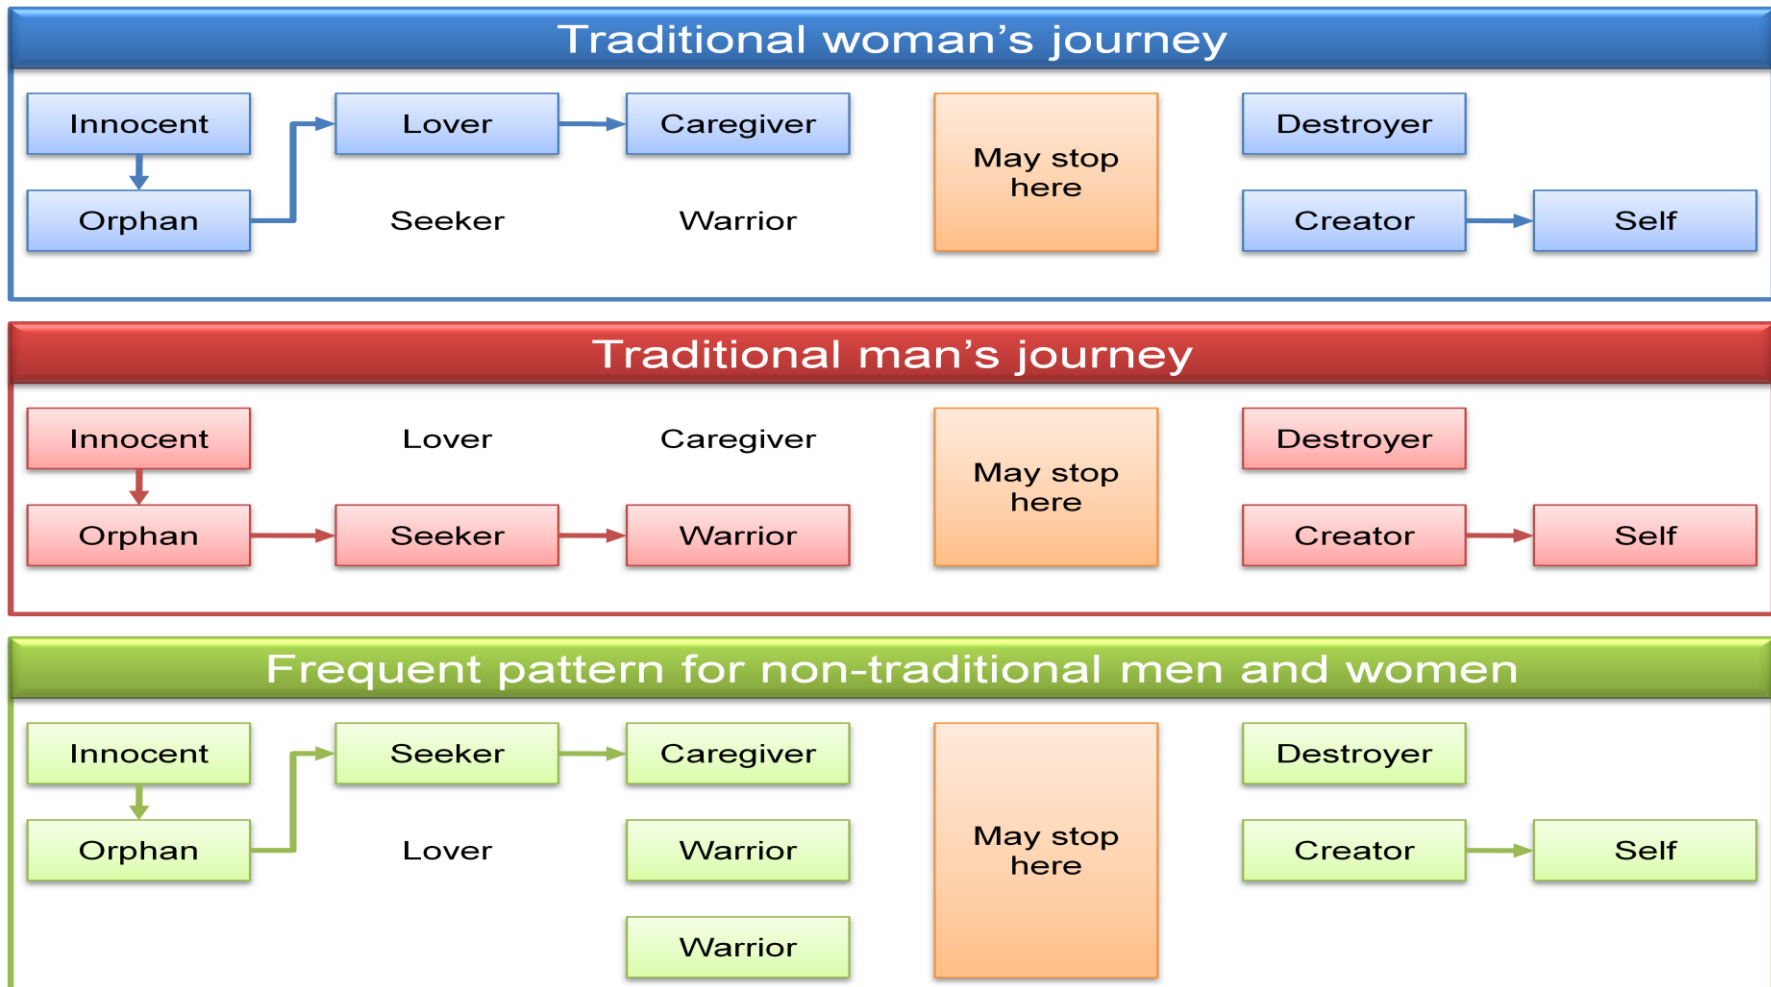 Traditional woman’s journey
Innocent
Lover
Caregiver
May stop
here
Destroyer
Orphan
Seeker
Warrior
Creator
Self
Traditional man’s journey
Innocent
Lover
Caregiver
May stop
here
Destroyer
Orphan
Seeker
Warrior
Creator
Self
Frequent pattern for non-traditional men and women
Innocent
Seeker
Caregiver
May stop
here
Destroyer
Orphan
Lover
Warrior
Creator
Self
Warrior